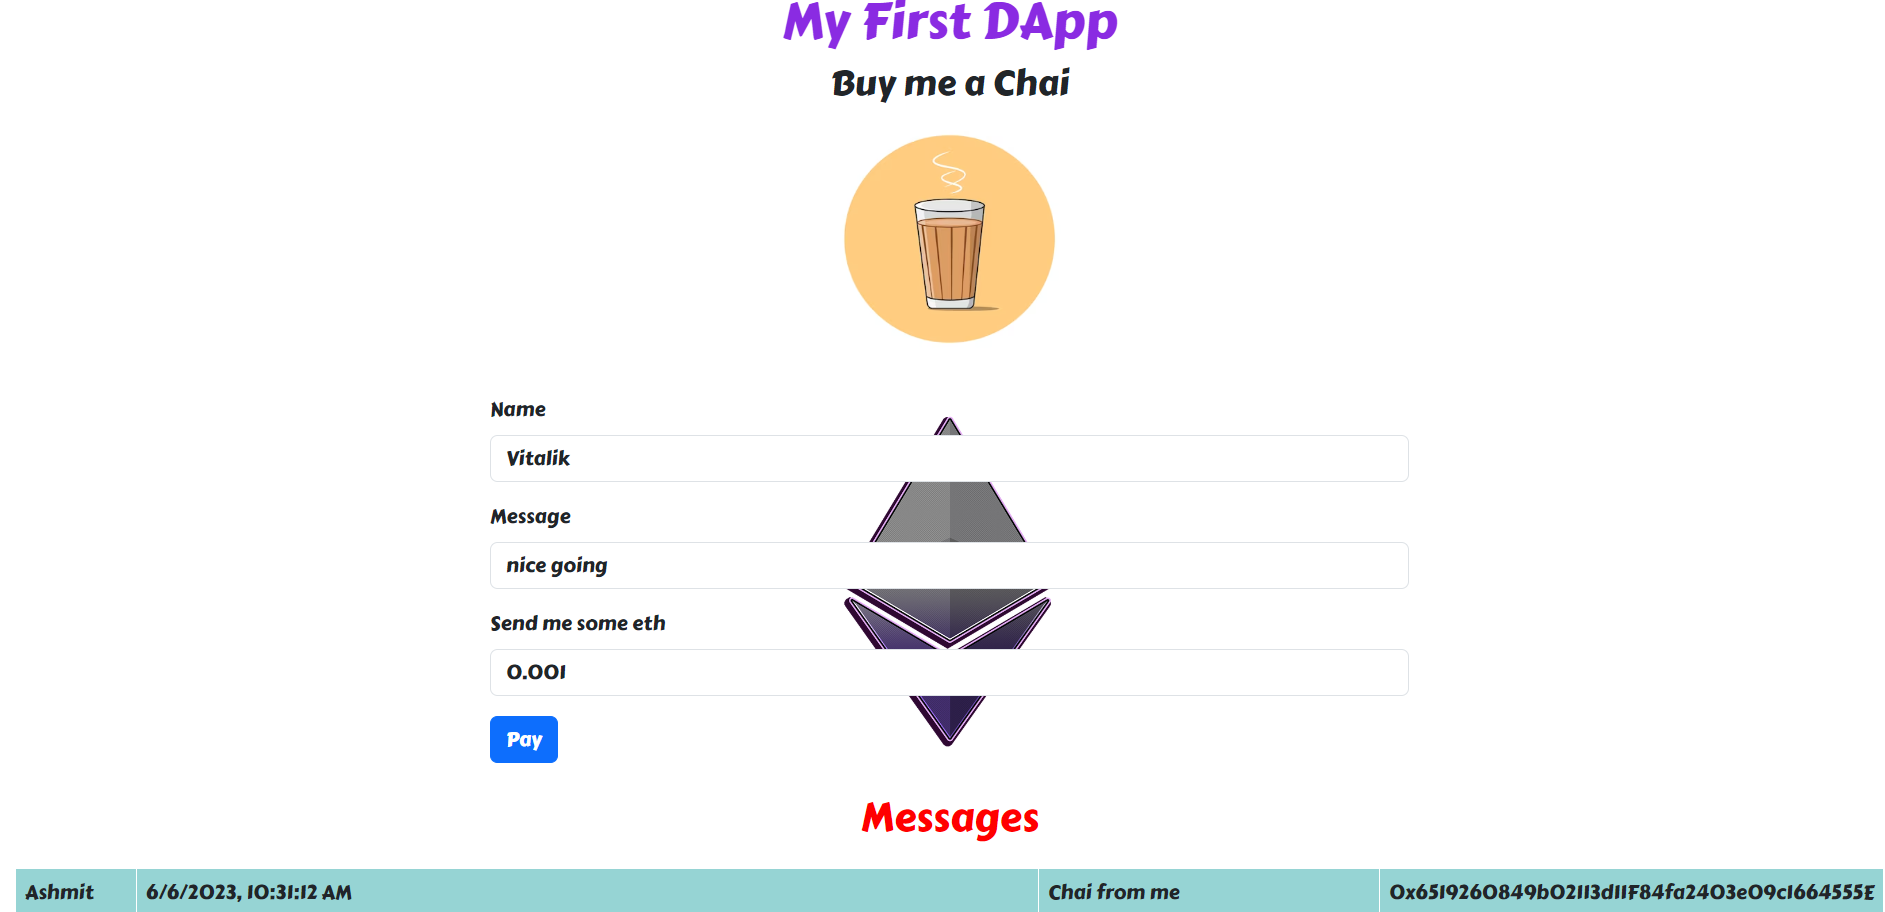 My First DApp
Buy me a Chai
Name
Vitalik
Message
nice going
Send me some eth
0.001
Pay
Messages
Ashmit 6/6/2023, 10:31:12 AM Chai from me 0x6519260849b02113d11F84fa2403e09c1664555E